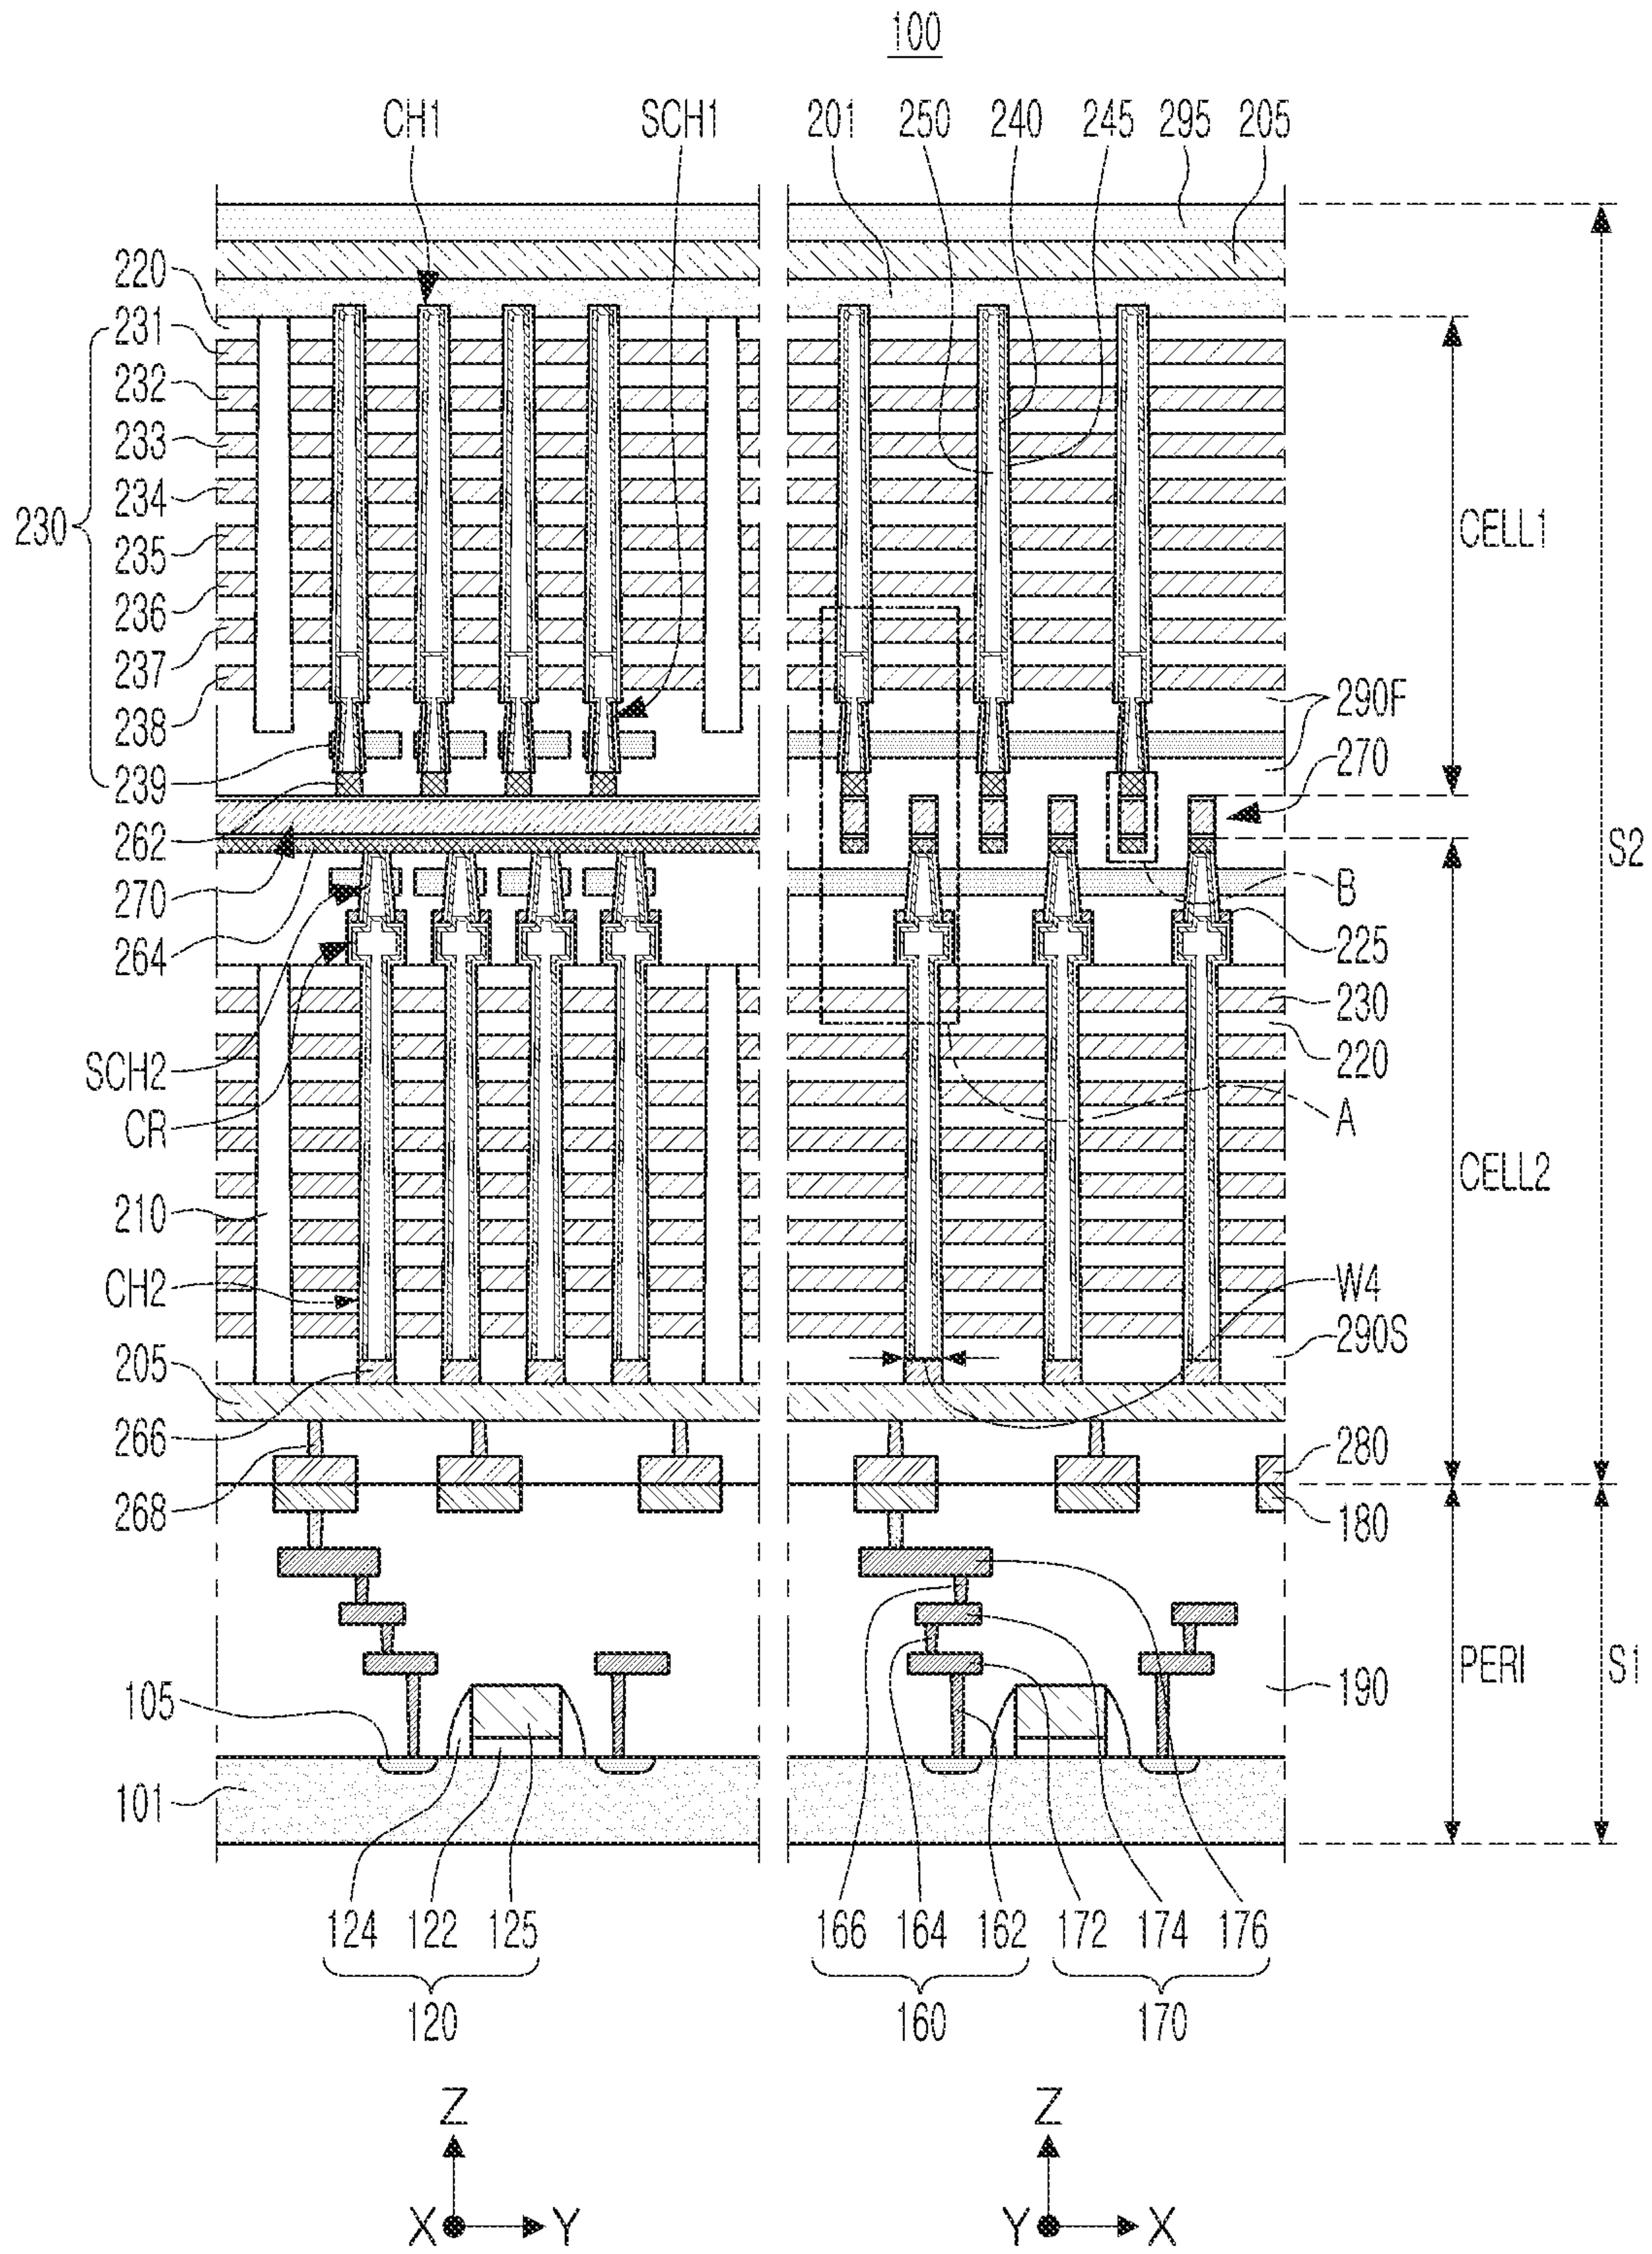 100
CH1 SCH1 201 250 240 245 295 205
220
231
232
233
234
230
235
236
237
238
239
262
270
264
SCH2
CR
210
CH2
205
266
268
105
101
CELL1
290F
270
S2
B
225
230
220
A
CELL2
W4
290S
280
180
PERI
S1
190
124 122 125 166 164 162 172 174 176
120 160 170
Z Z
X Y Y X